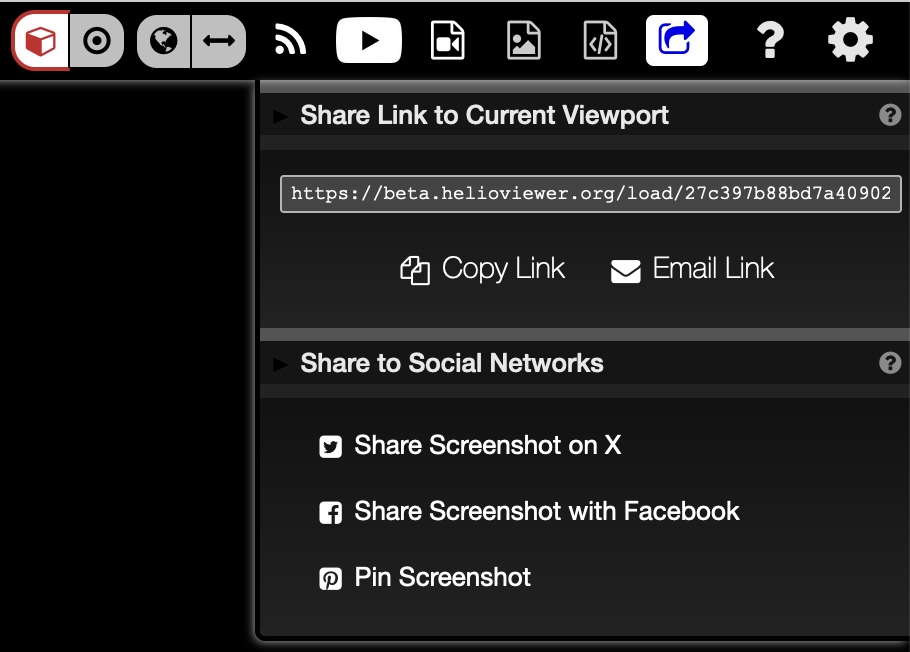 Share Link to Current Viewport
https://beta.helioviewer.org/load/27c397b88bd7a40902
Copy Link Email Link
Share to Social Networks
Share Screenshot on X
Share Screenshot with Facebook
Pin Screenshot